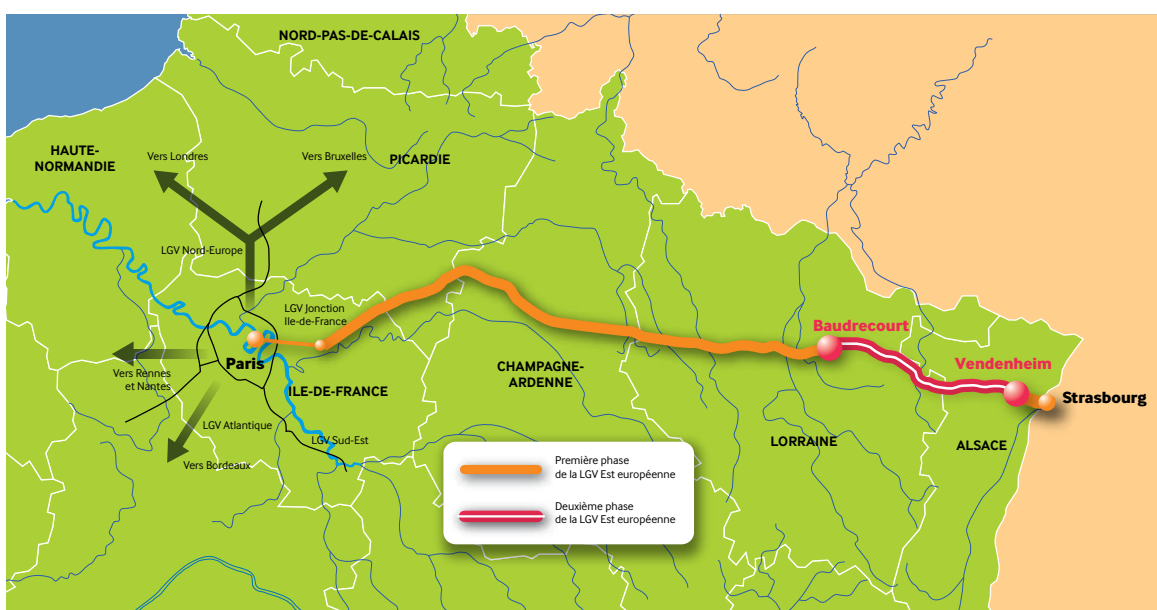 NORD-PAS-DE-CALAIS
HAUTE-
NORMANDIE
Vers Londres
Vers Bruxelles
PICARDIE
LGV Nord-Europe
LGV Jonction
Ile-de-France
Baudrecourt
Paris
Vers Rennes
et Nantes
ÎLE-DE-FRANCE
CHAMPAGNE-
ARDENNE
Vendenheim
Strasbourg
LGV Atlantique
LGV Sud-Est
LORRAINE
ALSACE
Vers Bordeaux
Première phase
de la LGV Est européenne
Deuxième phase
de la LGV Est européenne